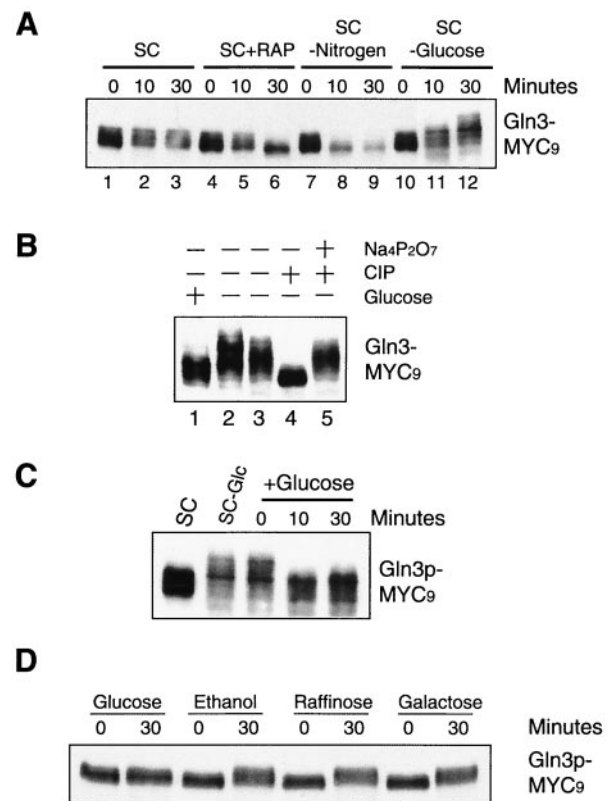 A
SC SC+RAP SC -Nitrogen SC -Glucose
0 10 30 0 10 30 0 10 30 0 10 30 Minutes
Gln3-
MYC9
1 2 3 4 5 6 7 8 9 10 11 12
B
– – – – + Na4P2O7
– – – + + CIP
+ – – – – Glucose
Gln3-
MYC9
1 2 3 4 5
C
SC SC-Glc +Glucose
0 10 30 Minutes
Gln3p-
MYC9
D
Glucose Ethanol Raffinose Galactose
0 30 0 30 0 30 0 30 Minutes
Gln3p-
MYC9